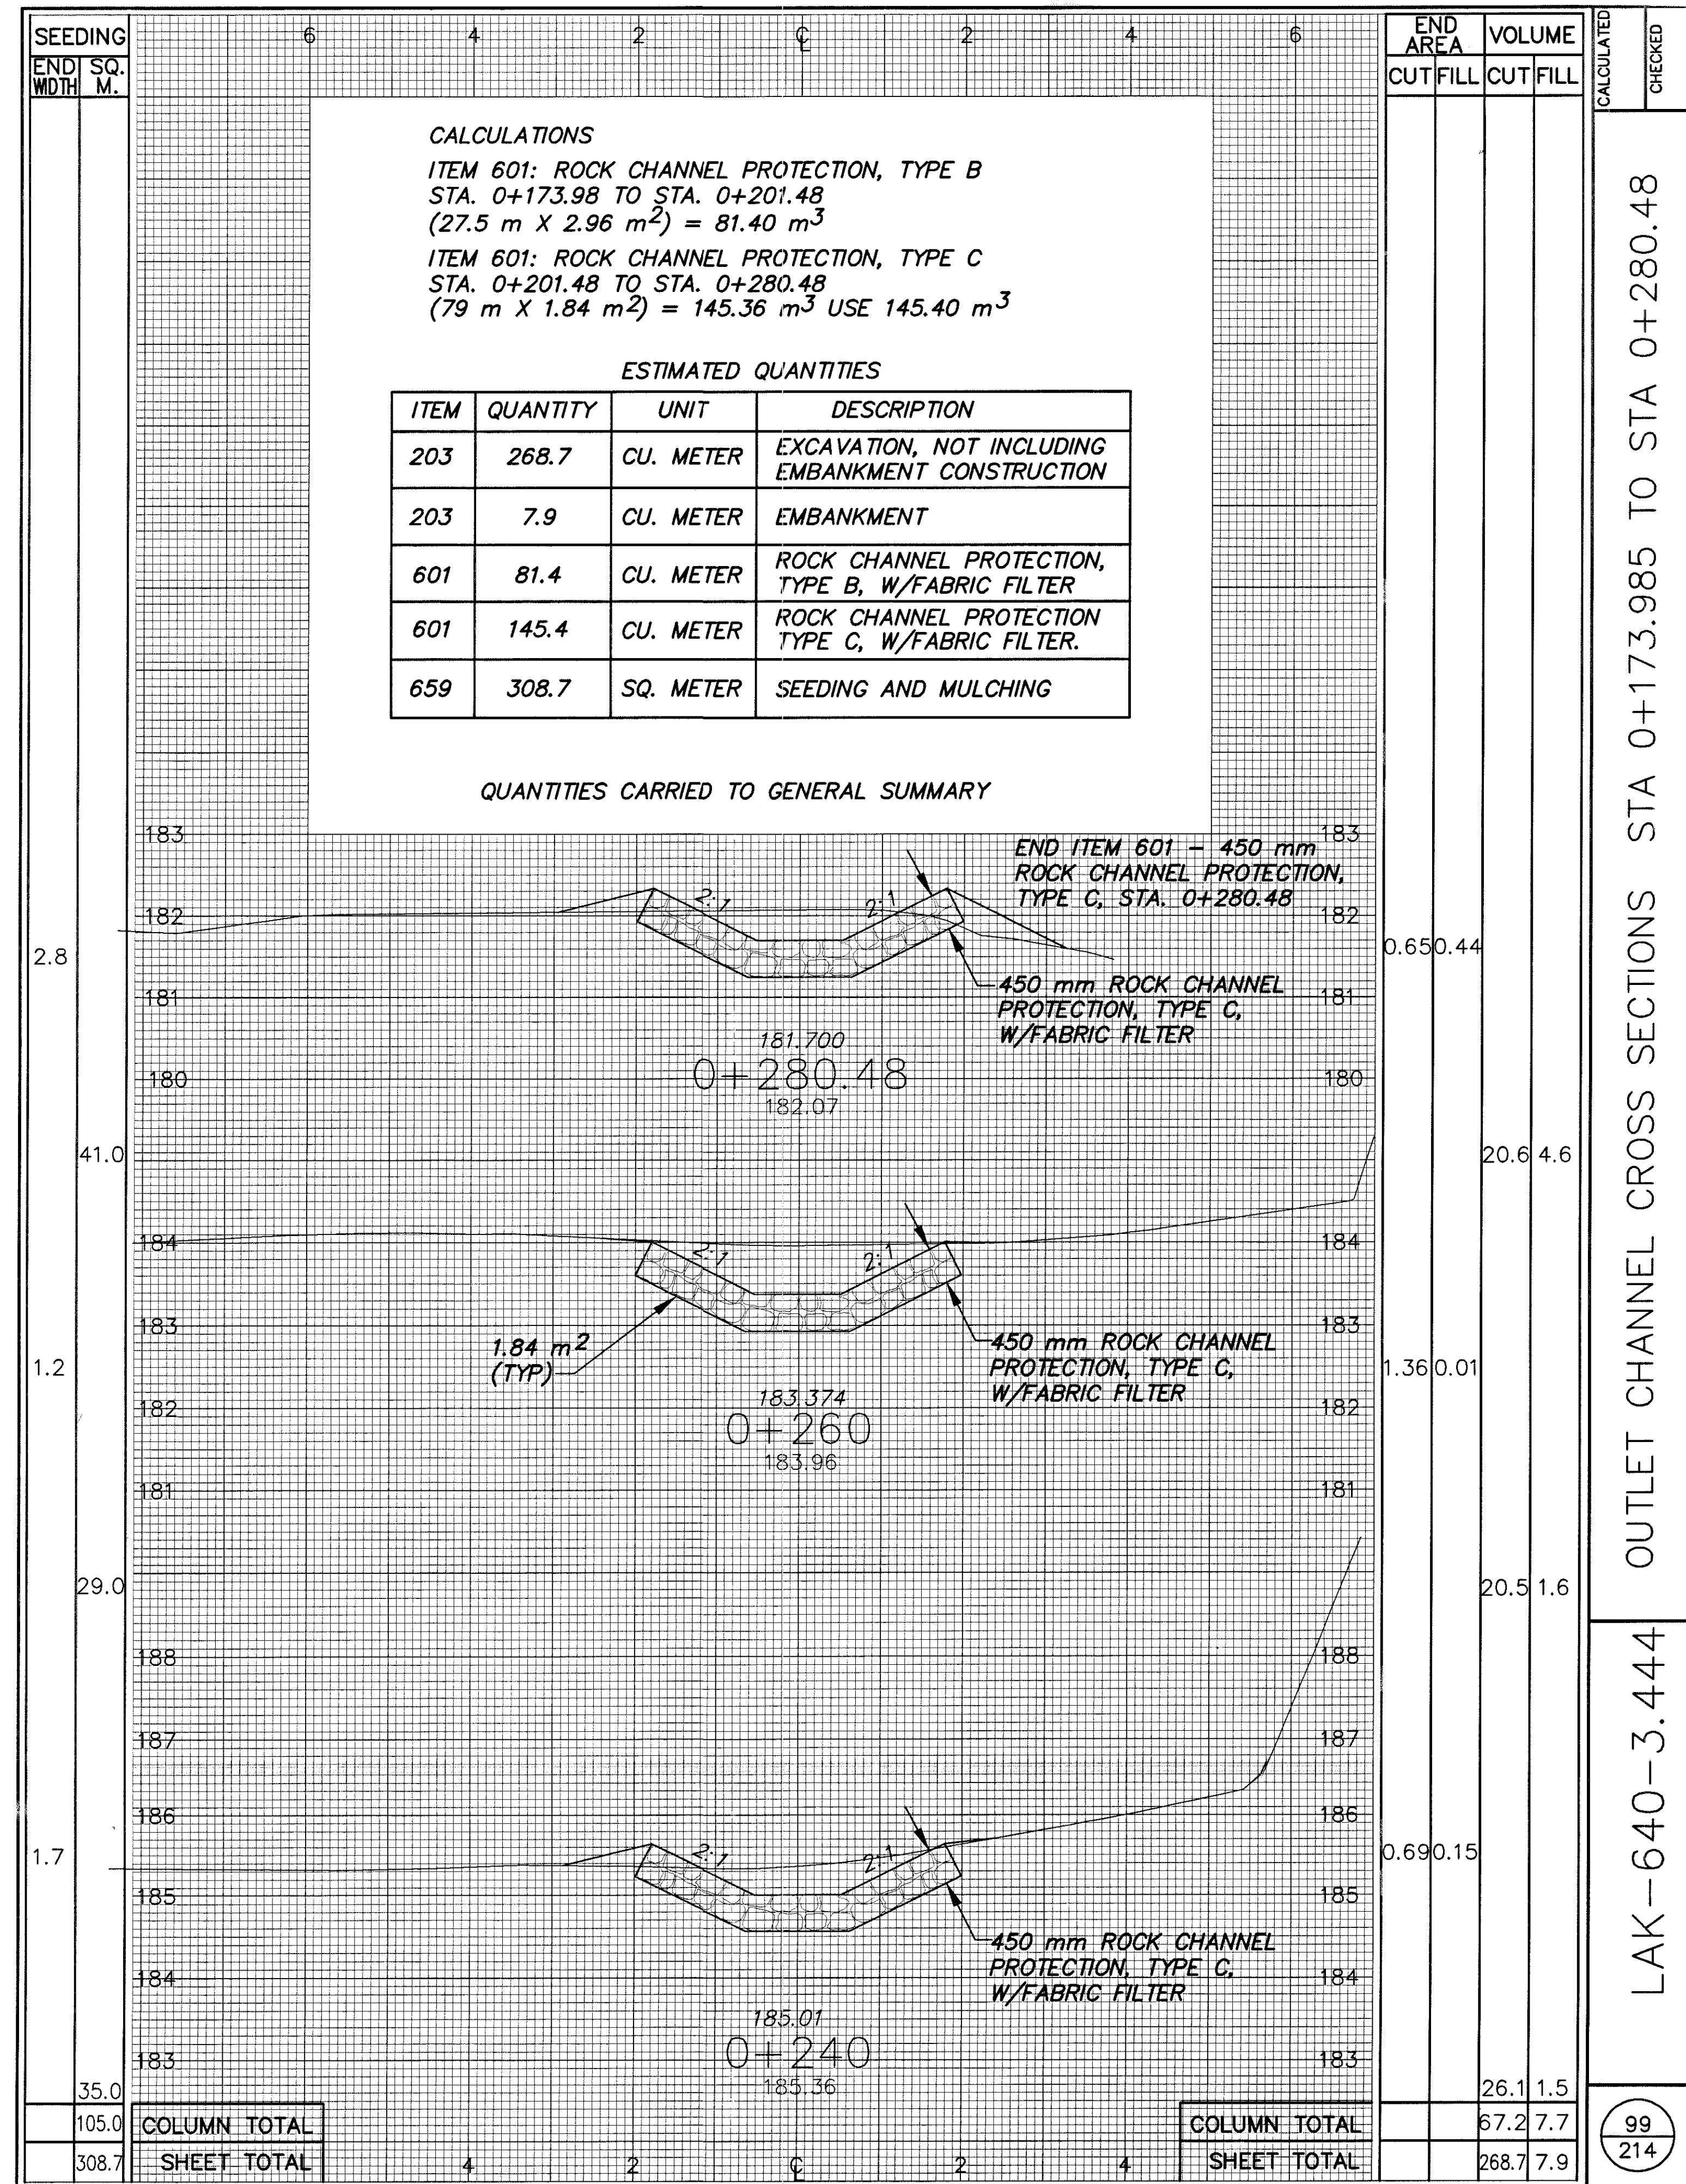 SEEDING
END WDTH
SQ. M.
6 4 2 ℄ 2 4 6
END AREA
VOLUME
CUT FILL CUT FILL
CALCULATED
CHECKED
CALCULATIONS
ITEM 601: ROCK CHANNEL PROTECTION, TYPE B
STA. 0+173.98 TO STA. 0+201.48
(27.5 m X 2.96 m²) = 81.40 m³
ITEM 601: ROCK CHANNEL PROTECTION, TYPE C
STA. 0+201.48 TO STA. 0+280.48
(79 m X 1.84 m²) = 145.36 m³ USE 145.40 m³
ESTIMATED QUANTITIES
ITEM QUANTITY UNIT DESCRIPTION
203 268.7 CU. METER EXCAVATION, NOT INCLUDING
EMBANKMENT CONSTRUCTION
203 7.9 CU. METER EMBANKMENT
601 81.4 CU. METER ROCK CHANNEL PROTECTION,
TYPE B, W/FABRIC FILTER
601 145.4 CU. METER ROCK CHANNEL PROTECTION
TYPE C, W/FABRIC FILTER.
659 308.7 SQ. METER SEEDING AND MULCHING
QUANTITIES CARRIED TO GENERAL SUMMARY
183 183
END ITEM 601 – 450 mm
ROCK CHANNEL PROTECTION,
TYPE C, STA. 0+280.48
2:1 2:1
182 182
2.8
0.65 0.44
181 181
450 mm ROCK CHANNEL
PROTECTION, TYPE C,
W/FABRIC FILTER
181.700
0+280.48
182.07
180 180
41.0
20.6 4.6
184 184
2:1 2:1
183 183
1.84 m²
(TYP)
450 mm ROCK CHANNEL
PROTECTION, TYPE C,
W/FABRIC FILTER
1.2
1.36 0.01
182 182
183.374
0+260
183.96
181 181
29.0
20.5 1.6
188 188
187 187
186 186
2:1 2:1
1.7
0.69 0.15
185 185
450 mm ROCK CHANNEL
PROTECTION, TYPE C,
W/FABRIC FILTER
184 184
185.01
0+240
185.36
183 183
35.0
26.1 1.5
105.0 COLUMN TOTAL
COLUMN TOTAL 67.2 7.7
308.7 SHEET TOTAL
4 2 ℄ 2 4
SHEET TOTAL 268.7 7.9
OUTLET CHANNEL CROSS SECTIONS STA 0+173.985 TO STA 0+280.48
LAK–640–3.444
99
214